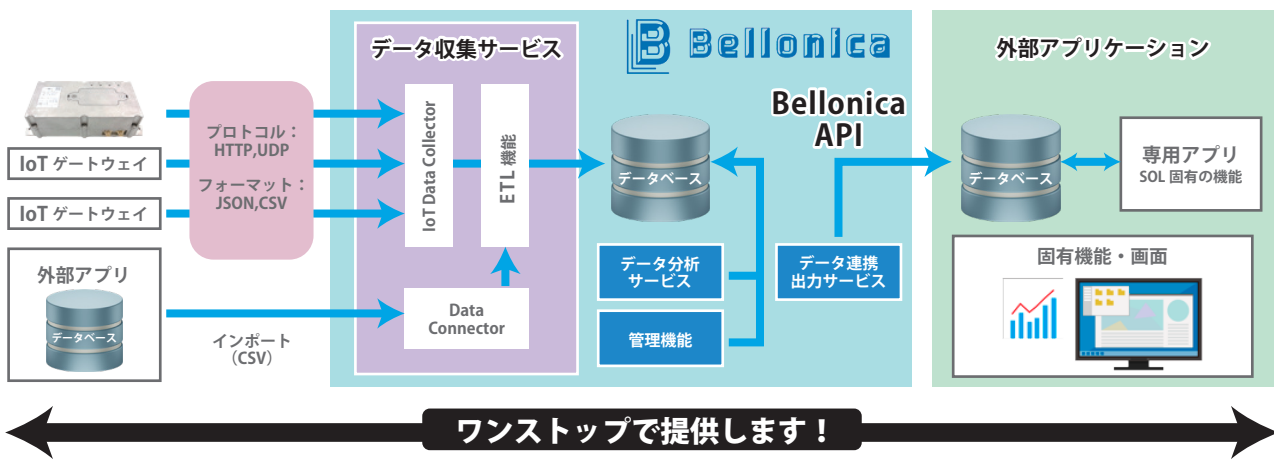 データ収集サービス
Bellonica
外部アプリケーション
プロトコル：
HTTP,UDP
フォーマット：
JSON,CSV
IoT ゲートウェイ
IoT ゲートウェイ
外部アプリ
データベース
インポート
（CSV）
IoT Data Collector
ETL 機能
Data
Connector
データベース
Bellonica
API
データ分析
サービス
管理機能
データ連携
出力サービス
データベース
専用アプリ
SOL 固有の機能
固有機能・画面
ワンストップで提供します！